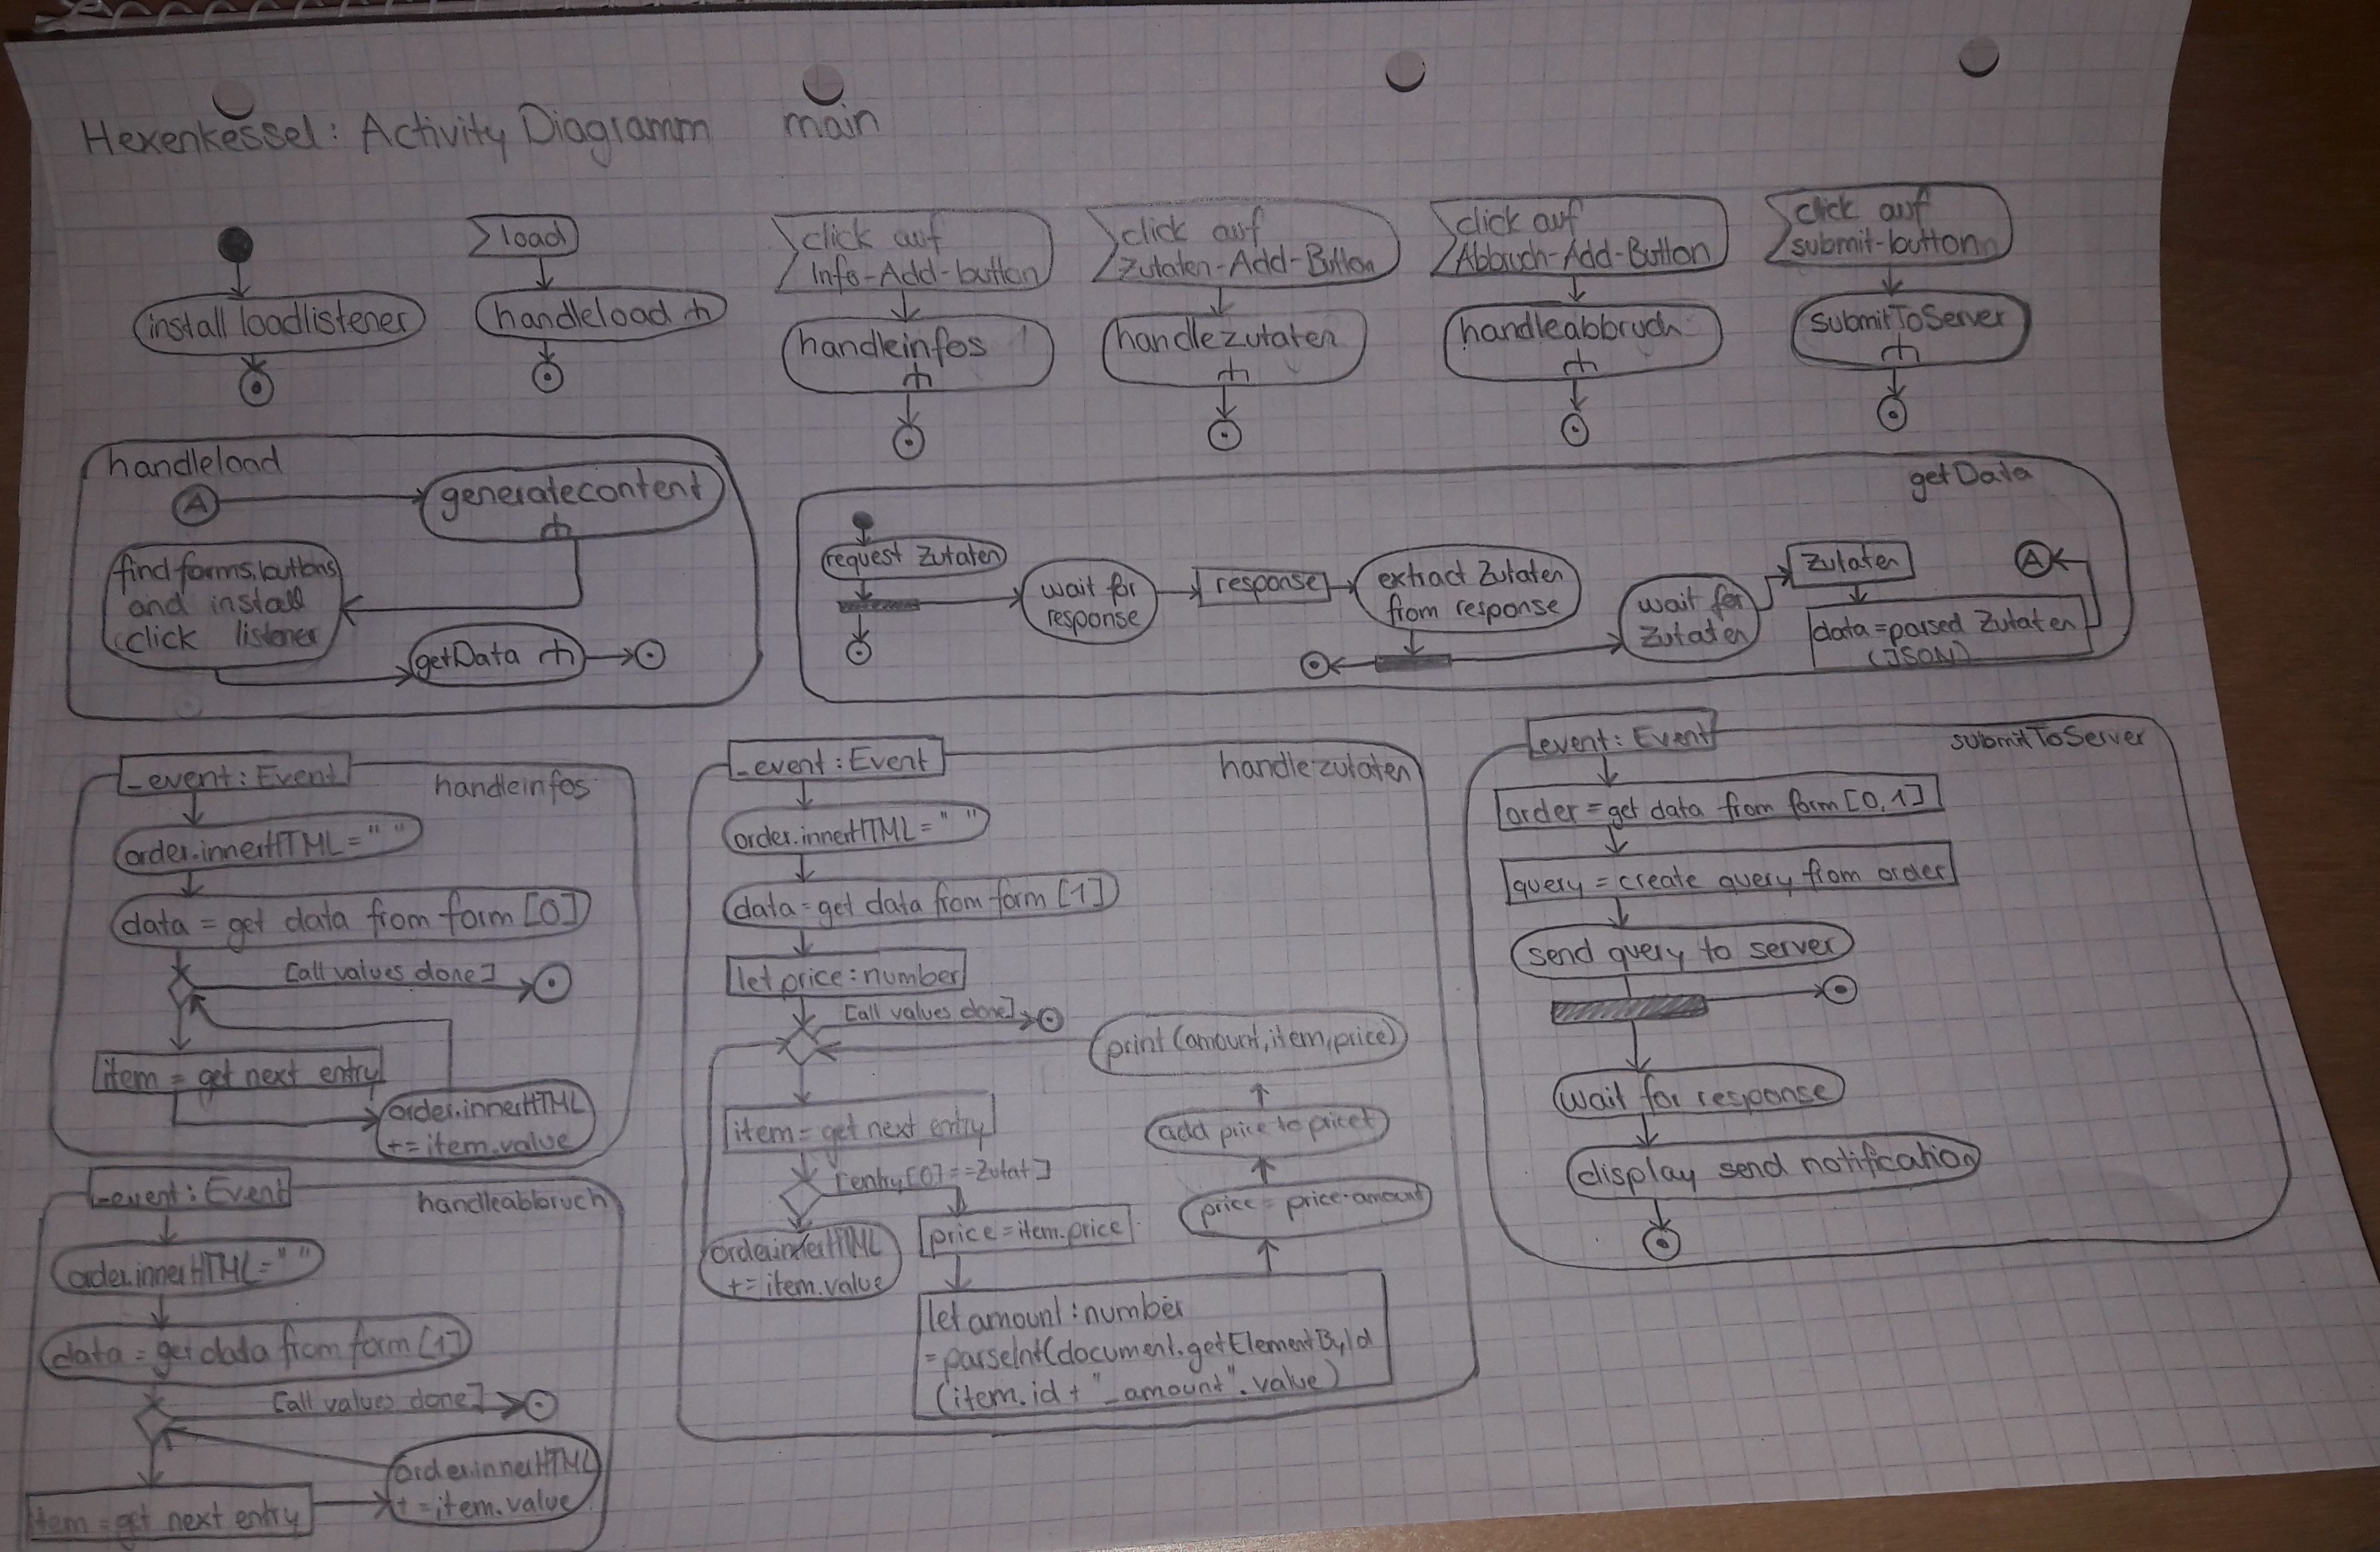 Hexenkessel: Activity Diagramm main
load
click auf
Info-Add-button
click auf
Zutaten-Add-Button
click auf
Abbruch-Add-Button
click auf
submit-button
install loadlistener
handleload
handleinfos
handlezutaten
handleabbruch
submitToServer
handleload
A
generatecontent
find forms, buttons
and install
click listener
getData
getData
request Zutaten
wait for
response
response
extract Zutaten
from response
wait for
Zutaten
Zutaten
data=parsed Zutaten
(JSON)
A
_event: Event
handleinfos
order.innerHTML=" "
data = get data from form [0]
[all values done]
item = get next entry
order.innerHTML
+=item.value
_event: Event
handleabbruch
order.innerHTML=" "
data = get data from form [1]
[all values done]
item = get next entry
order.innerHTML
+=item.value
_event: Event
handlezutaten
order.innerHTML=" "
data=get data from form [1]
let price: number
[all values done]
print(amount,item,price)
item = get next entry
add price to pricet
[entry[0]==Zutat]
price = price·amount
price=item.price
order.innerHTML
+=item.value
let amount: number
=parseInt(document.getElementById
(item.id+"_amount".value)
_event: Event
submitToServer
order=get data from form [0,1]
query = create query from order
send query to server
wait for response
display send notification